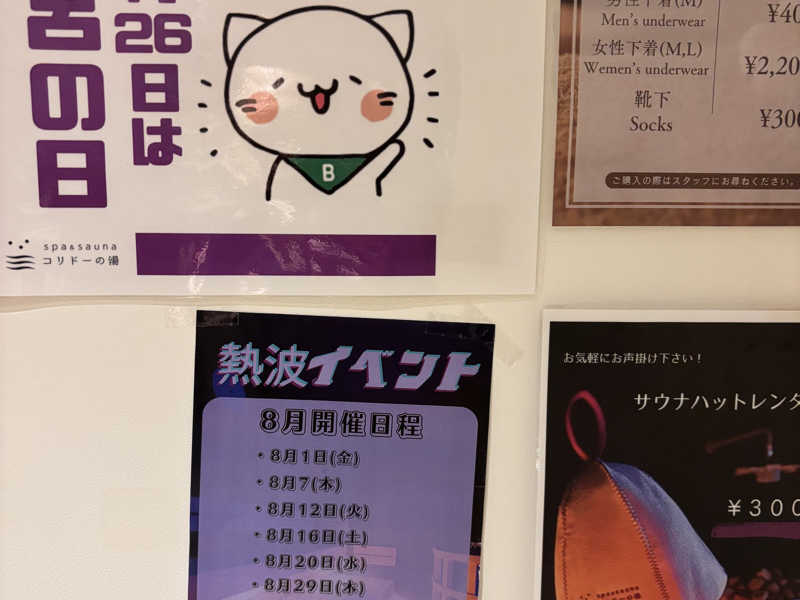 26日は
宮の日
B
spa&sauna
コリドーの湯
Men's underwear
女性下着(M,L)
¥2,20
Wemen's underwear
靴下
¥300
Socks
ご購入の際はスタッフにお尋ねください。
熱波イベント
8月開催日程
・8月1日(金)
・8月7(木)
・8月12日(火)
・8月16日(土)
・8月20日(水)
・8月29日(木)
お気軽にお声掛け下さい！
サウナハットレンタ
¥300